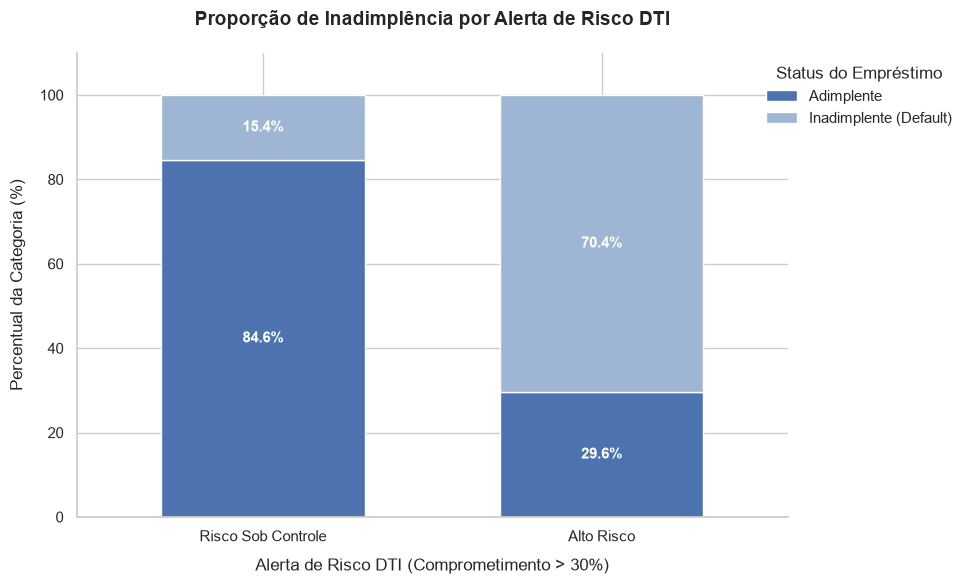 Proporção de Inadimplência por Alerta de Risco DTI
Status do Empréstimo
Adimplente
Inadimplente (Default)
Percentual da Categoria (%)
100
80
60
40
20
0
15.4%
84.6%
70.4%
29.6%
Risco Sob Controle
Alto Risco
Alerta de Risco DTI (Comprometimento > 30%)